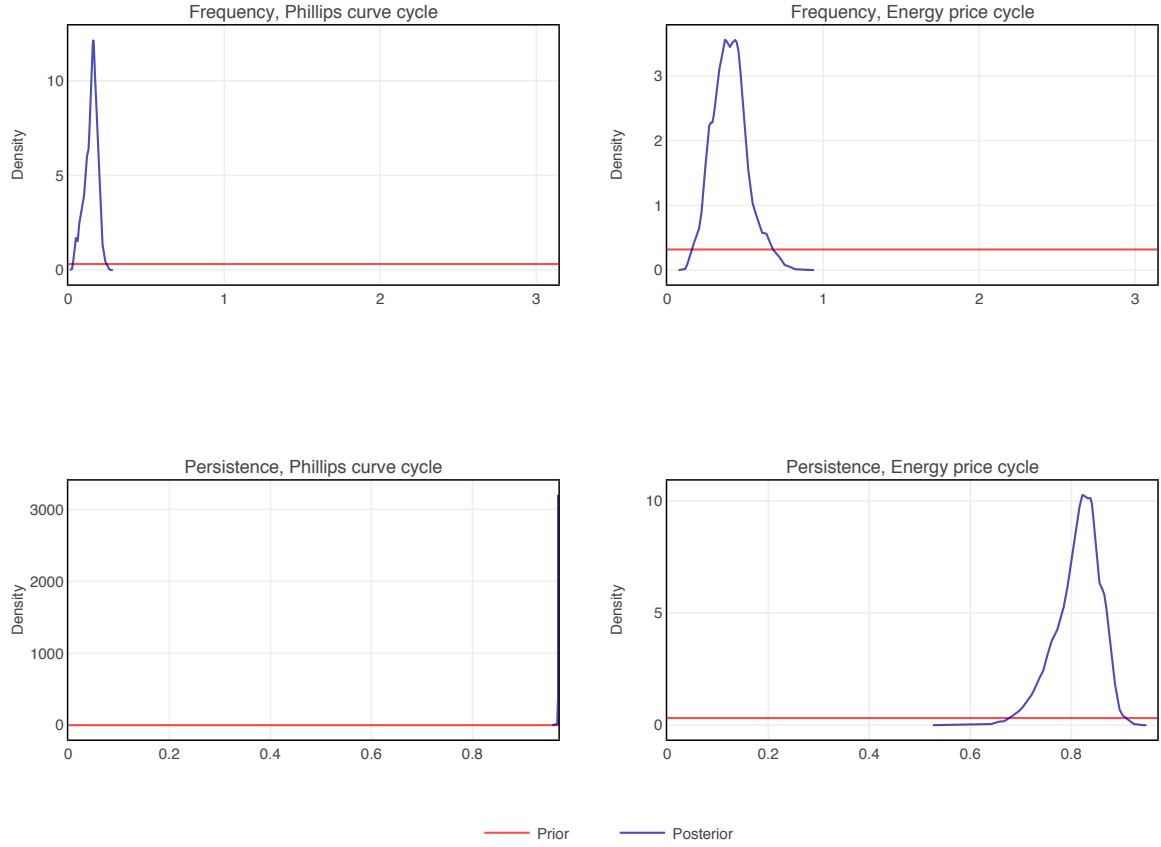 Frequency, Phillips curve cycle
Density
10
5
0
0 1 2 3
Frequency, Energy price cycle
Density
3
2
1
0
0 1 2 3
Persistence, Phillips curve cycle
Density
3000
2000
1000
0
0 0.2 0.4 0.6 0.8
Persistence, Energy price cycle
Density
10
5
0
0 0.2 0.4 0.6 0.8
Prior Posterior